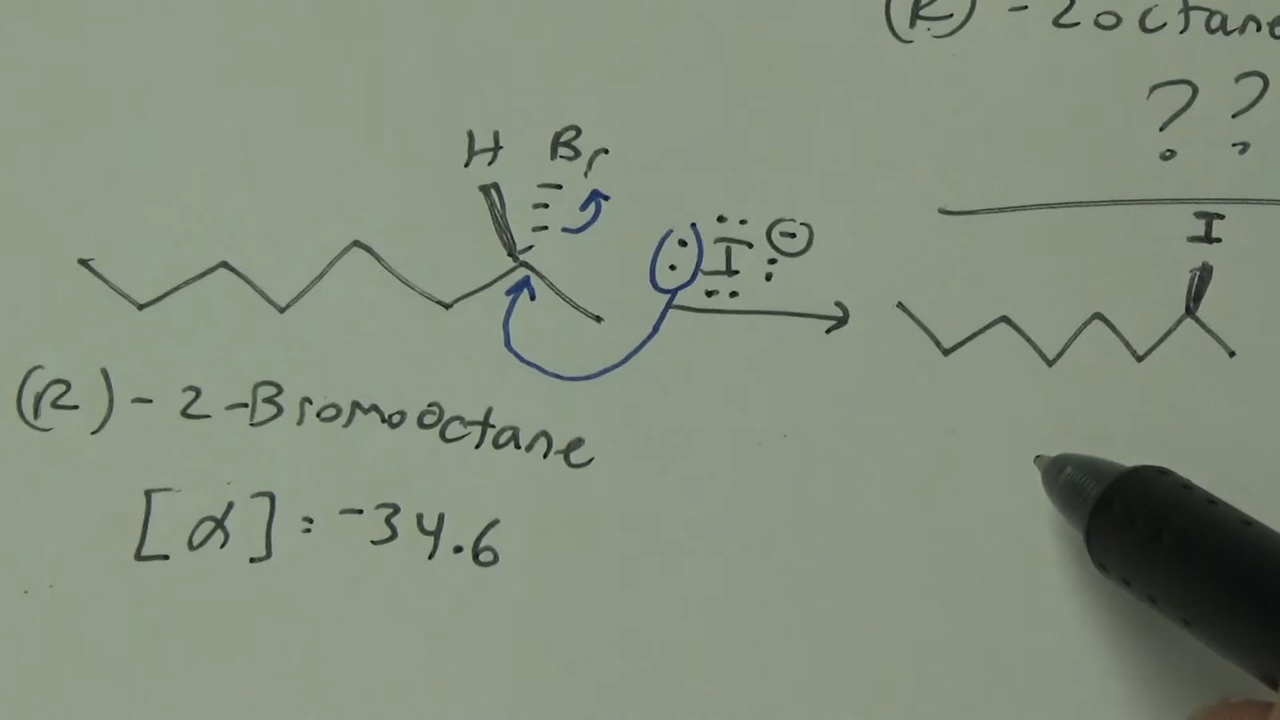 (R) - 2octane
? ?
H Br
I ⊖
I
(R) - 2-Bromooctane
[α] = -34.6